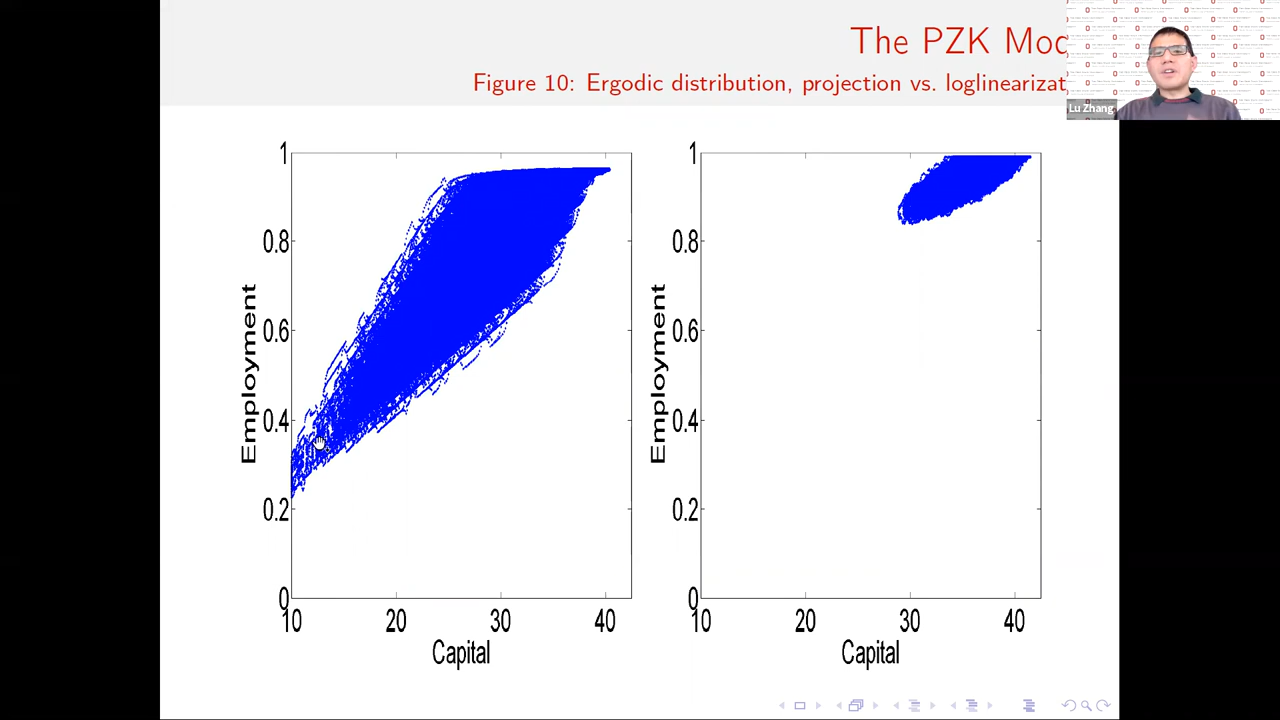 The PZK Mod
Figure 10: Ergodic distribution, projection vs. loglinearizat
Lu Zhang
1
0.8
0.6
0.4
0.2
0
Employment
10 20 30 40
Capital
1
0.8
0.6
0.4
0.2
0
Employment
10 20 30 40
Capital